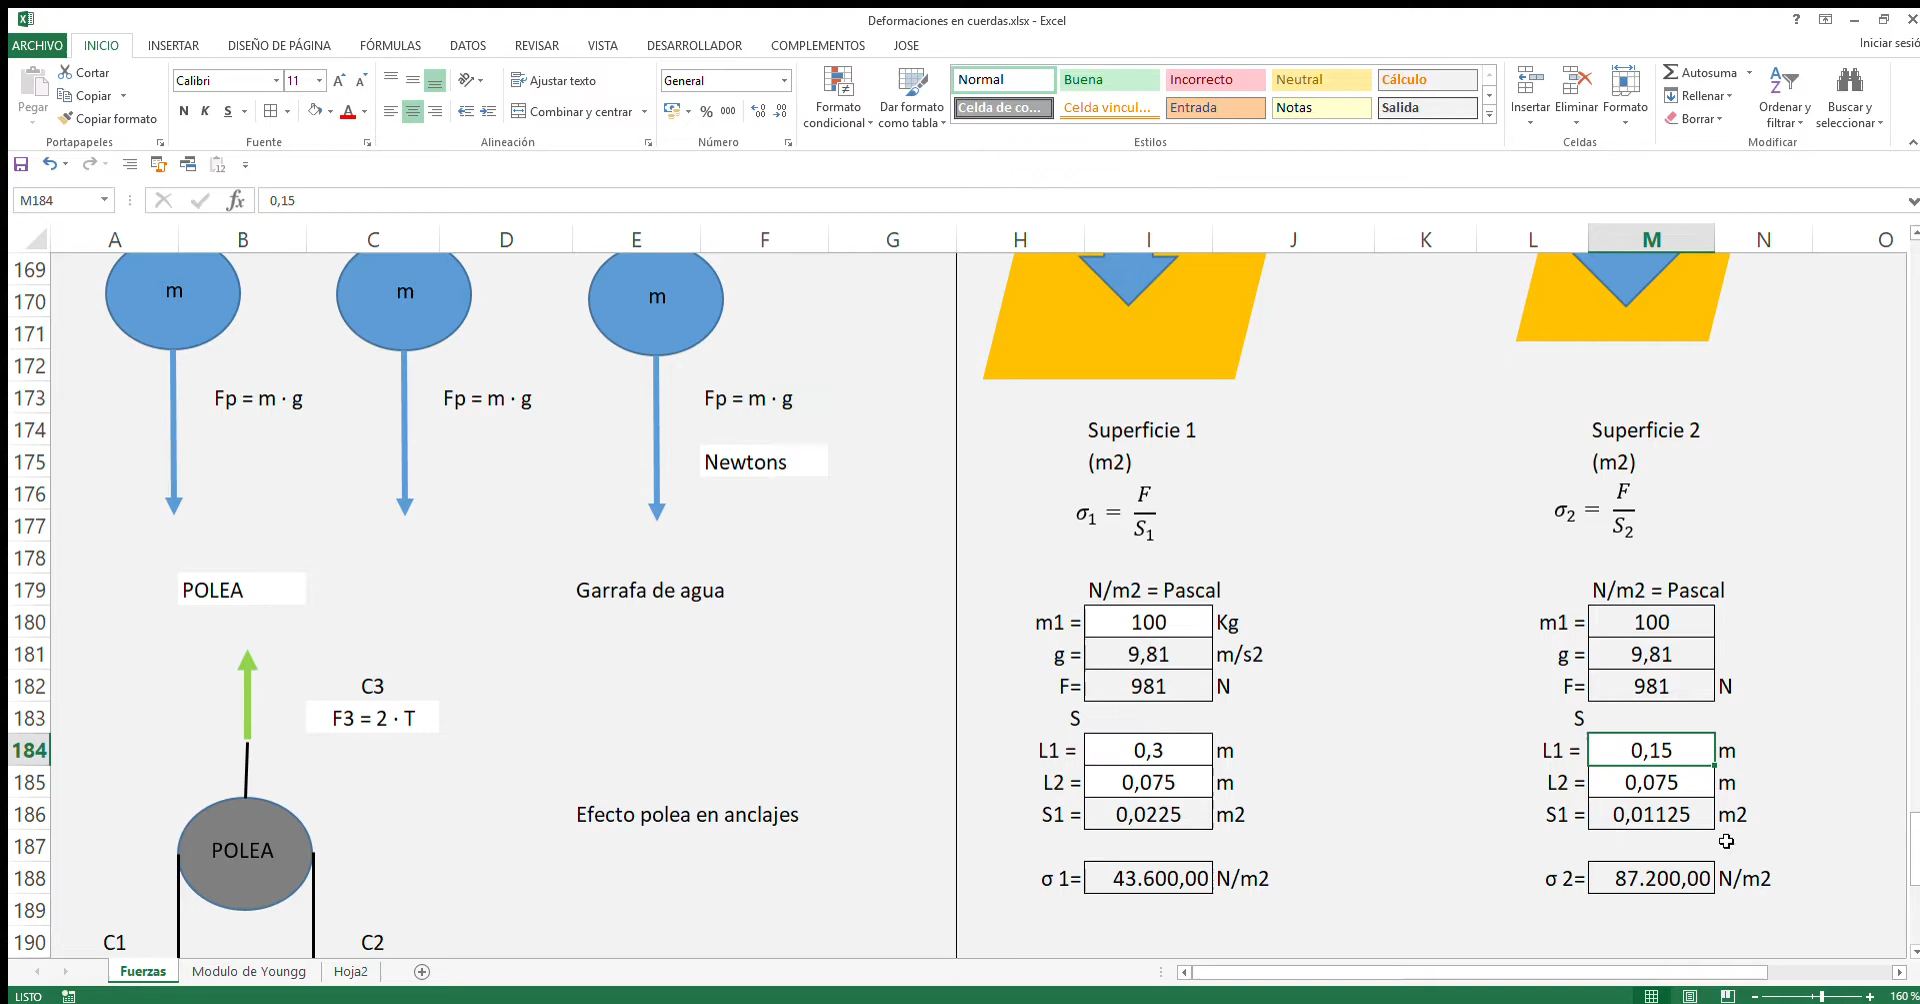 Deformaciones en cuerdas.xlsx - Excel
?
ARCHIVO INICIO INSERTAR DISEÑO DE PÁGINA FÓRMULAS DATOS REVISAR VISTA DESARROLLADOR COMPLEMENTOS JOSE
Iniciar sesió
Pegar
Cortar
Copiar
Copiar formato
Portapapeles
Calibri 11
N K S
Fuente
Ajustar texto
Combinar y centrar
Alineación
General
% 000
Número
Formato condicional
Dar formato como tabla
Normal Buena Incorrecto Neutral Cálculo
Celda de co... Celda vincul... Entrada Notas Salida
Estilos
Insertar Eliminar Formato
Celdas
Autosuma
Rellenar
Borrar
Ordenar y filtrar
Buscar y seleccionar
Modificar
M184 fx 0,15
A B C D E F G H I J K L M N O
169
170 m m m
171
172
173 Fp = m · g Fp = m · g Fp = m · g
174 Superficie 1 Superficie 2
175 Newtons (m2) (m2)
176
177 σ1 = F / S1 σ2 = F / S2
178
179 POLEA Garrafa de agua N/m2 = Pascal N/m2 = Pascal
180 m1 = 100 Kg m1 = 100
181 g = 9,81 m/s2 g = 9,81
182 C3 F= 981 N F= 981 N
183 F3 = 2 · T S S
184 L1 = 0,3 m L1 = 0,15 m
185 L2 = 0,075 m L2 = 0,075 m
186 Efecto polea en anclajes S1 = 0,0225 m2 S1 = 0,01125 m2
187 POLEA
188 σ 1= 43.600,00 N/m2 σ 2= 87.200,00 N/m2
189
190 C1 C2
Fuerzas Modulo de Youngg Hoja2
LISTO 160 %